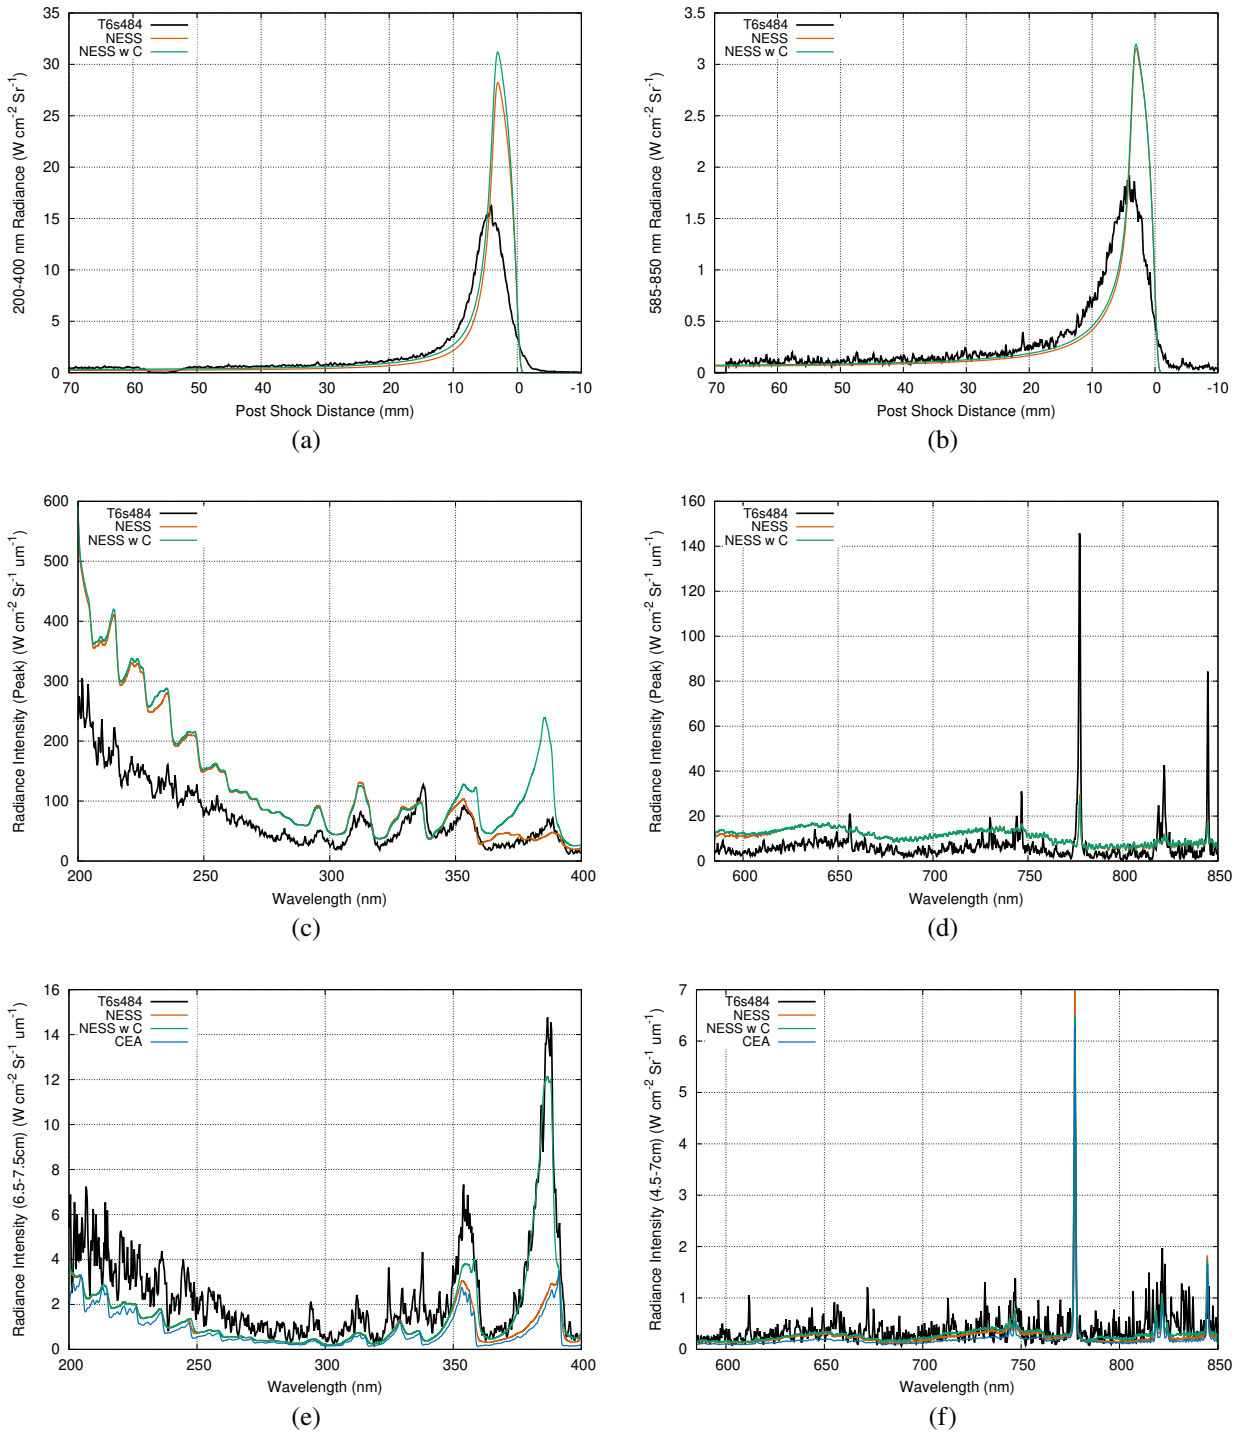 35
30
25
20
15
10
5
0
200-400 nm Radiance (W cm-2 Sr-1)
T6s484
NESS
NESS w C
70 60 50 40 30 20 10 0 -10
Post Shock Distance (mm)
(a)
3.5
3
2.5
2
1.5
1
0.5
0
585-850 nm Radiance (W cm-2 Sr-1)
T6s484
NESS
NESS w C
70 60 50 40 30 20 10 0 -10
Post Shock Distance (mm)
(b)
600
500
400
300
200
100
0
Radiance Intensity (Peak) (W cm-2 Sr-1 um-1)
T6s484
NESS
NESS w C
200 250 300 350 400
Wavelength (nm)
(c)
160
140
120
100
80
60
40
20
0
Radiance Intensity (Peak) (W cm-2 Sr-1 um-1)
T6s484
NESS
NESS w C
600 650 700 750 800 850
Wavelength (nm)
(d)
16
14
12
10
8
6
4
2
0
Radiance Intensity (6.5-7.5cm) (W cm-2 Sr-1 um-1)
T6s484
NESS
NESS w C
CEA
200 250 300 350 400
Wavelength (nm)
(e)
7
6
5
4
3
2
1
0
Radiance Intensity (4.5-7cm) (W cm-2 Sr-1 um-1)
T6s484
NESS
NESS w C
CEA
600 650 700 750 800 850
Wavelength (nm)
(f)